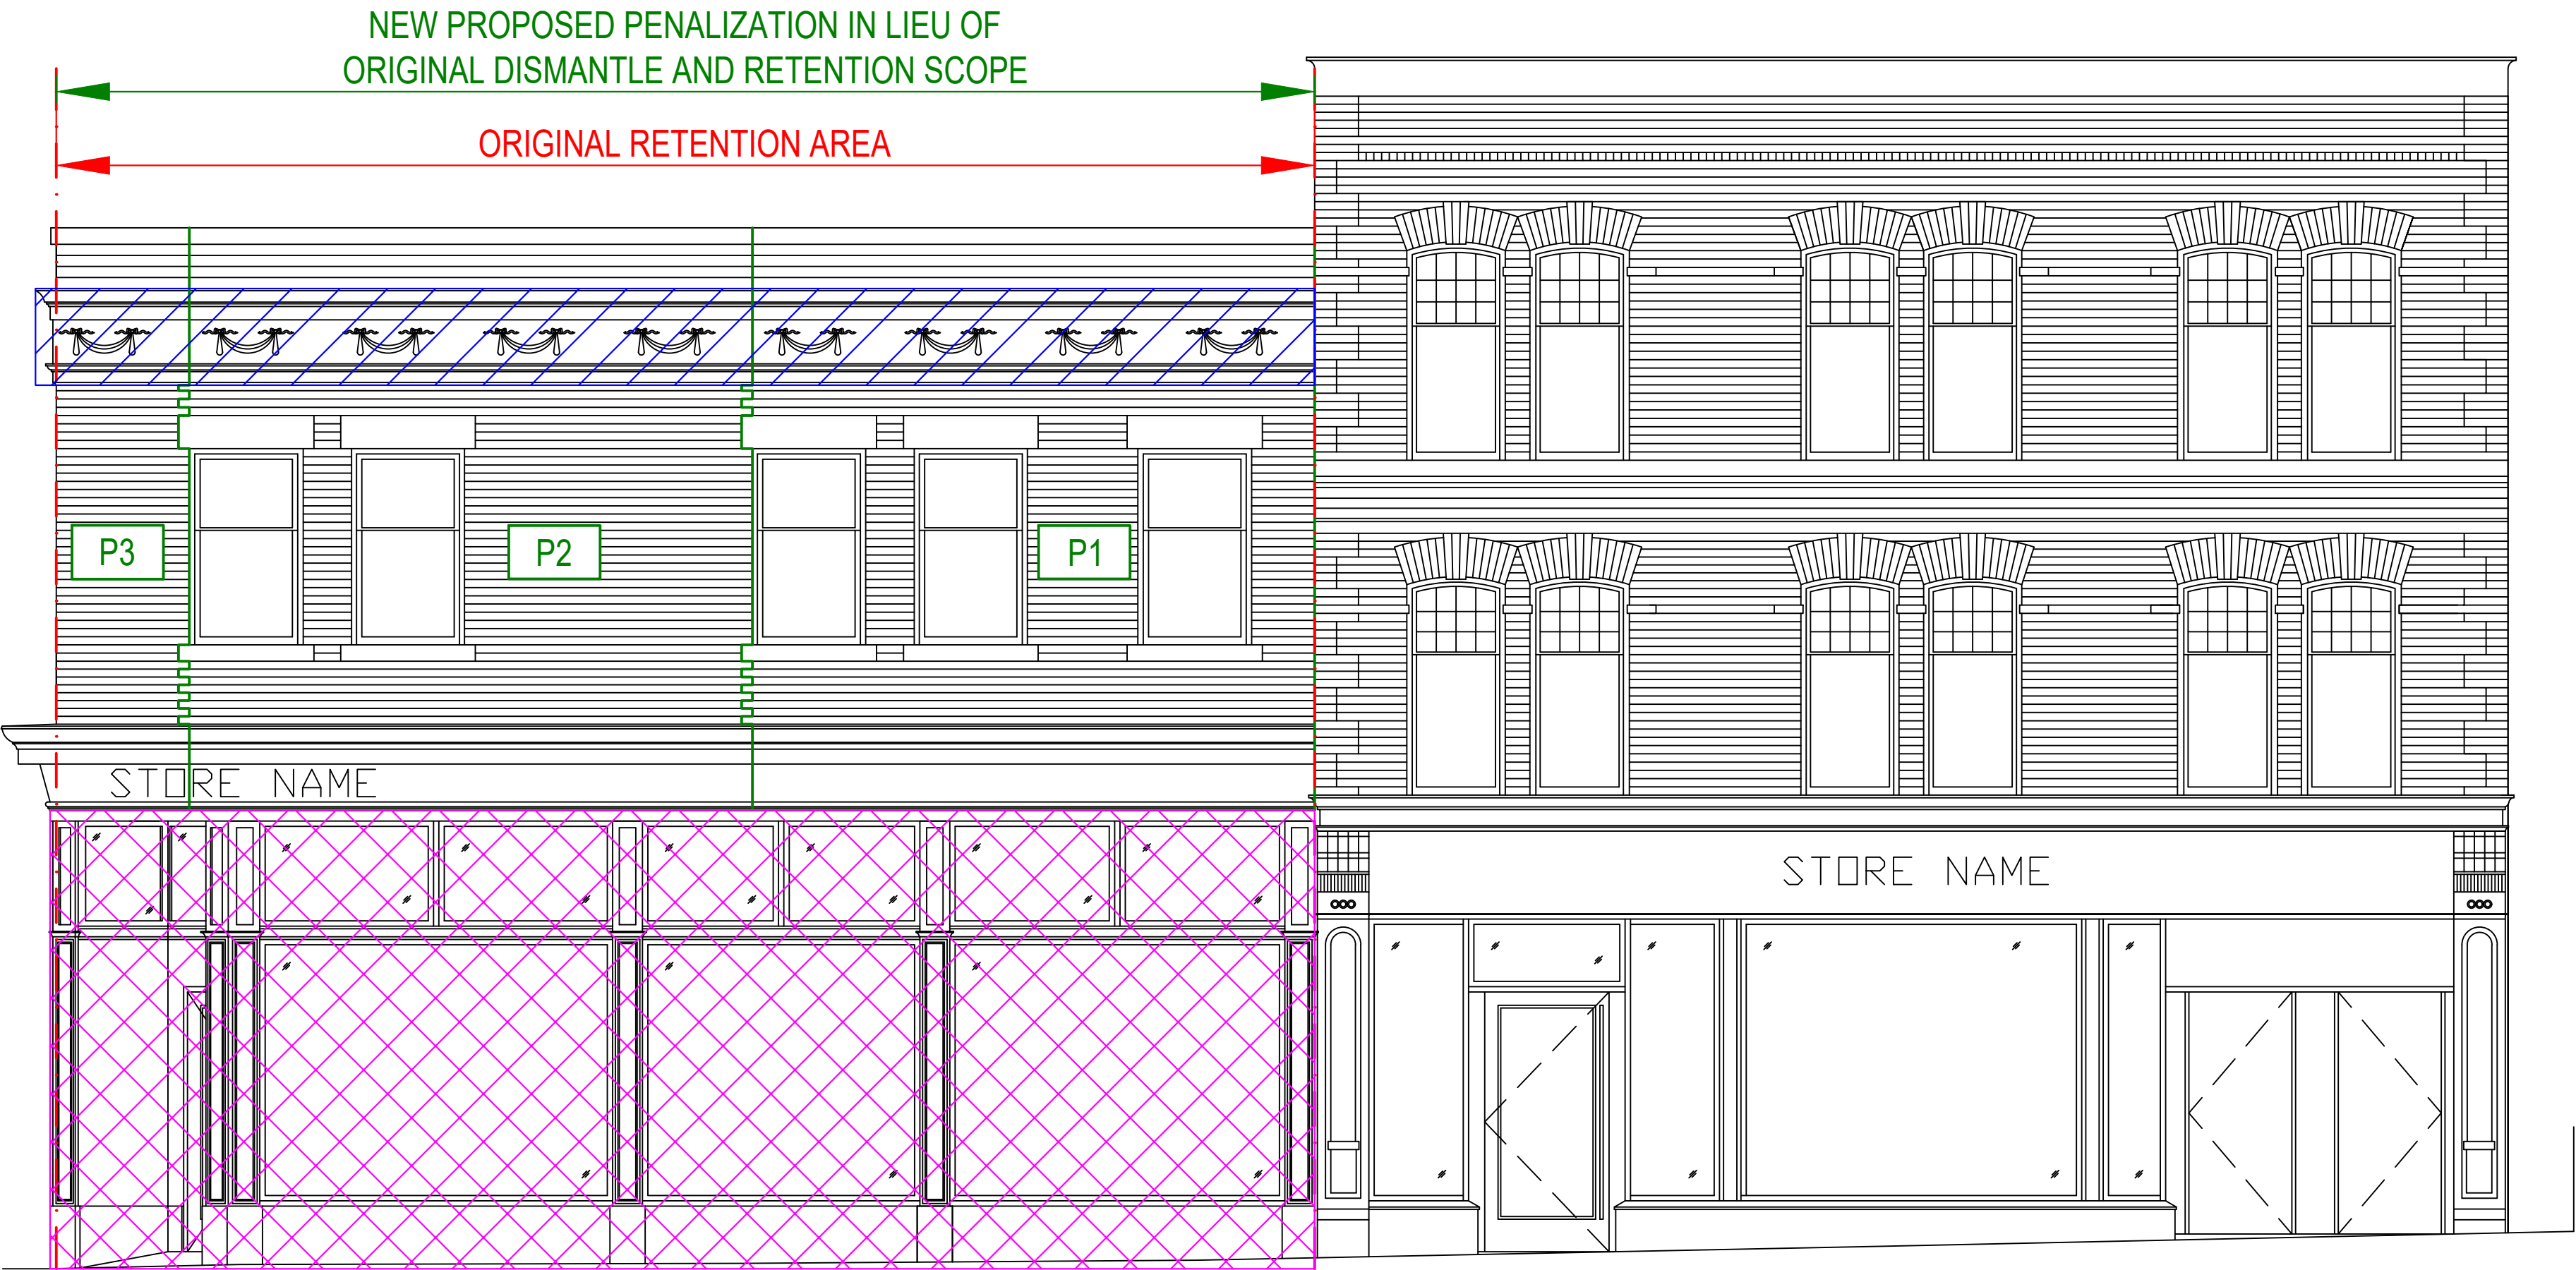 NEW PROPOSED PENALIZATION IN LIEU OF
ORIGINAL DISMANTLE AND RETENTION SCOPE
ORIGINAL RETENTION AREA
P3
P2
P1
STORE NAME
STORE NAME